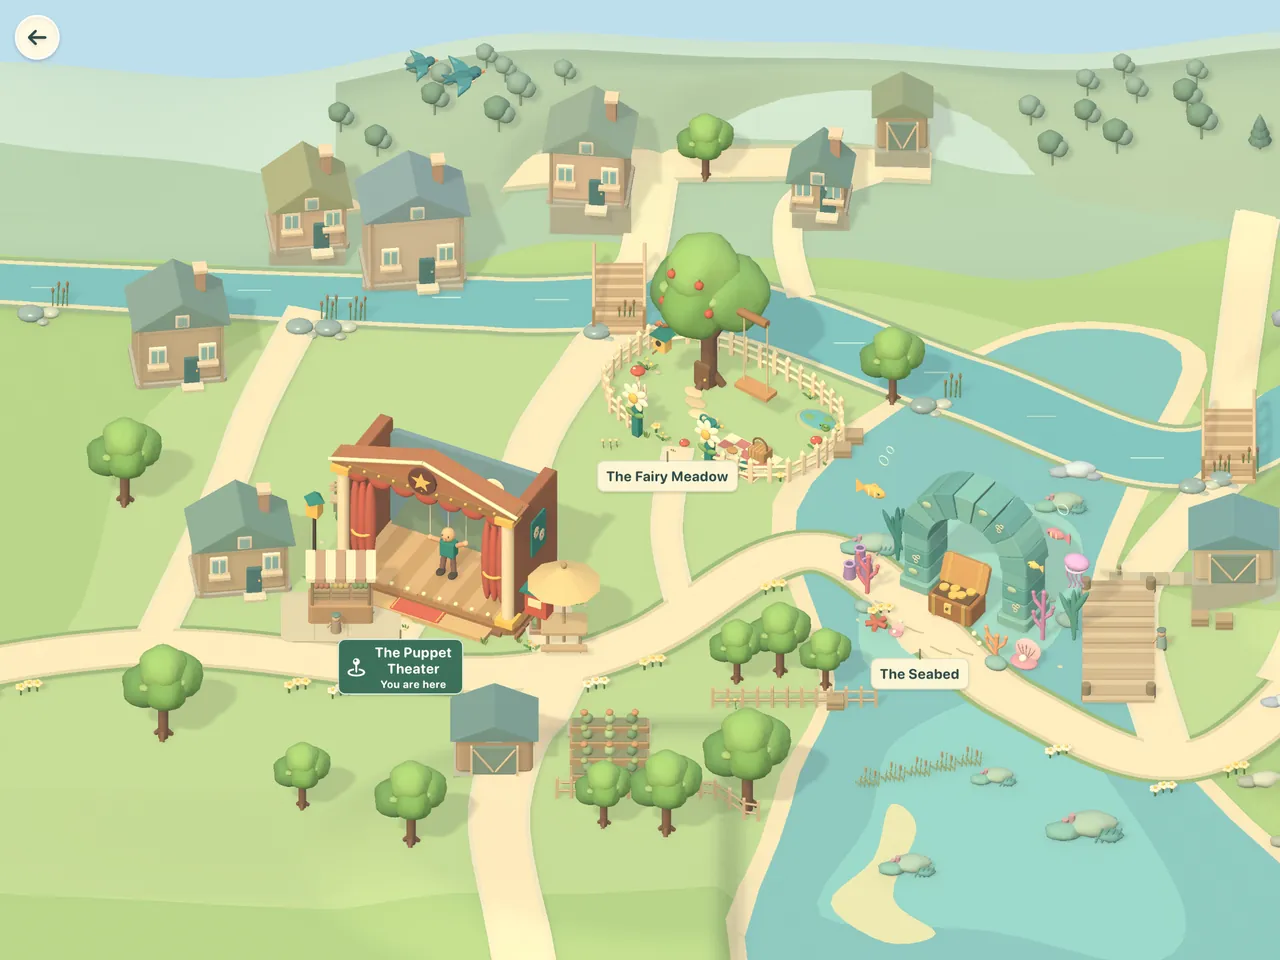 The Fairy Meadow
The Puppet
Theater
You are here
The Seabed